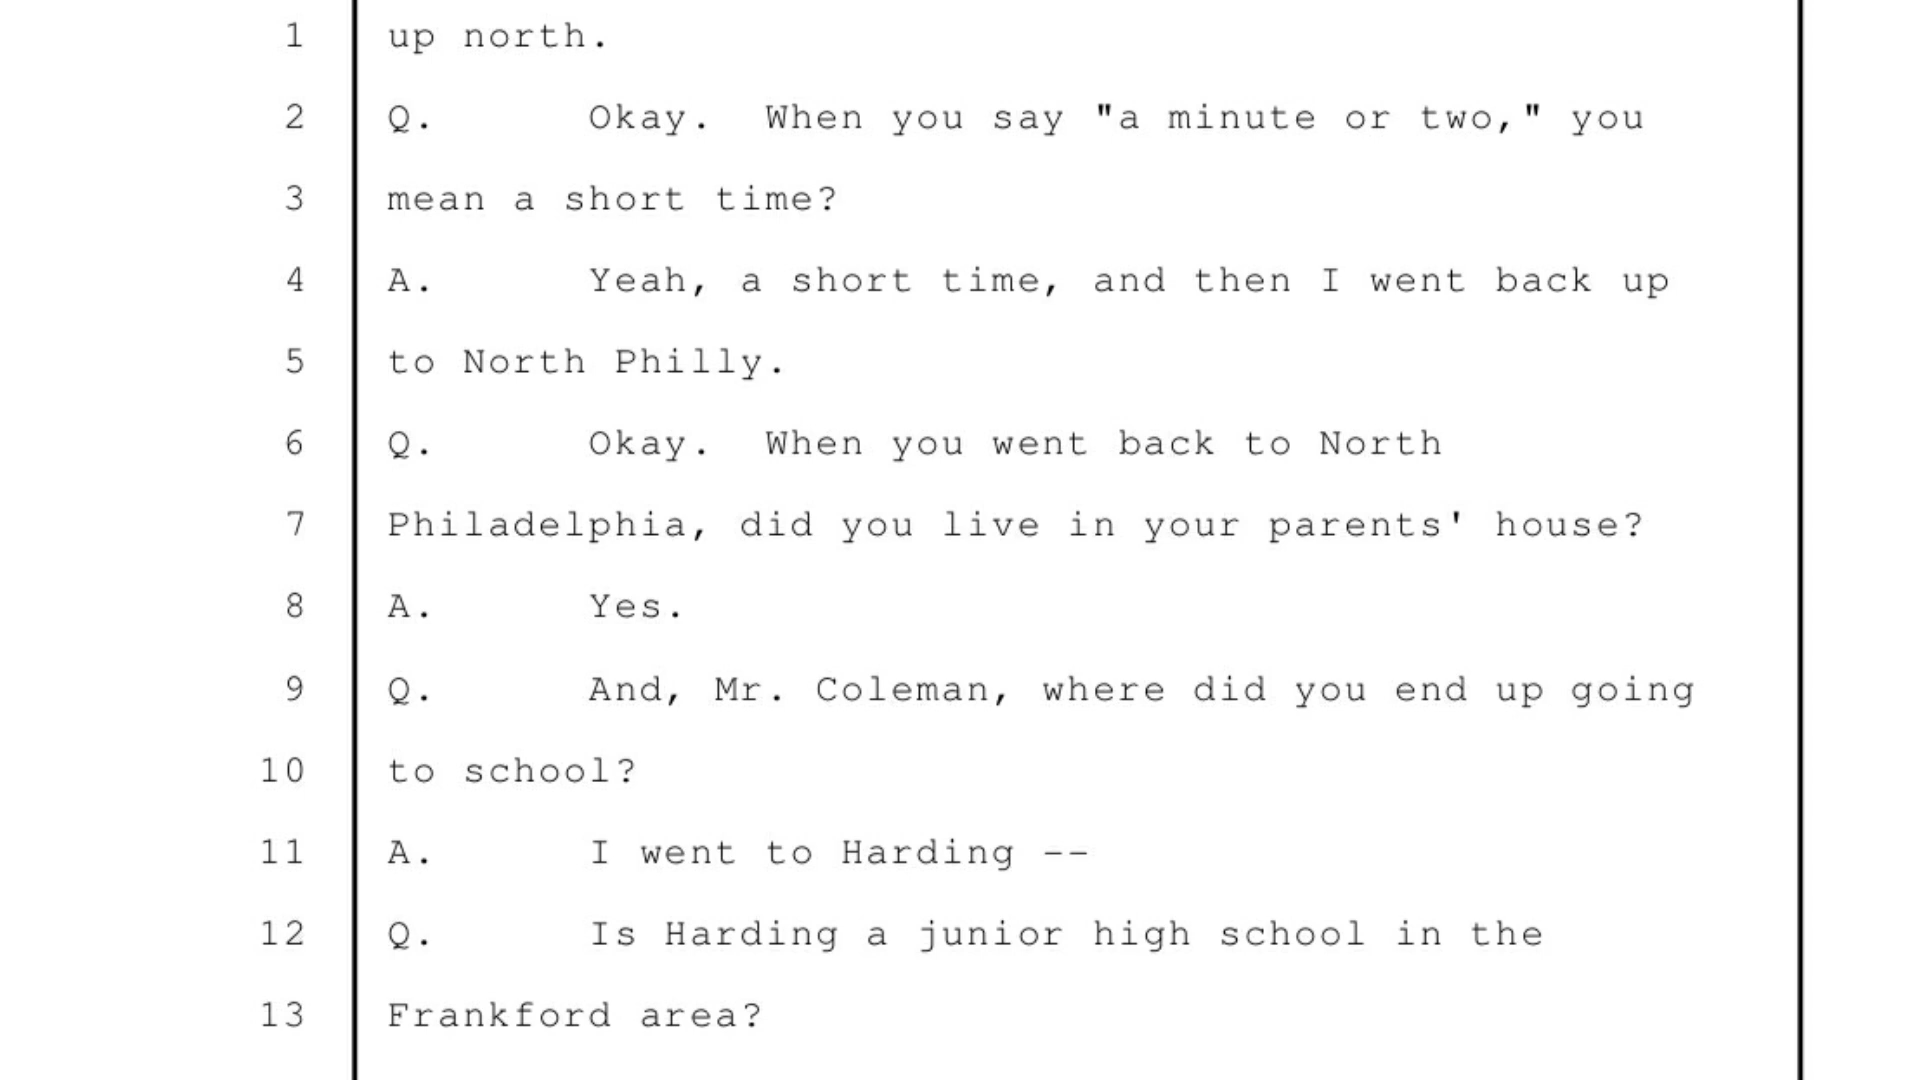 1 up north.
2 Q. Okay. When you say "a minute or two," you
3 mean a short time?
4 A. Yeah, a short time, and then I went back up
5 to North Philly.
6 Q. Okay. When you went back to North
7 Philadelphia, did you live in your parents' house?
8 A. Yes.
9 Q. And, Mr. Coleman, where did you end up going
10 to school?
11 A. I went to Harding --
12 Q. Is Harding a junior high school in the
13 Frankford area?